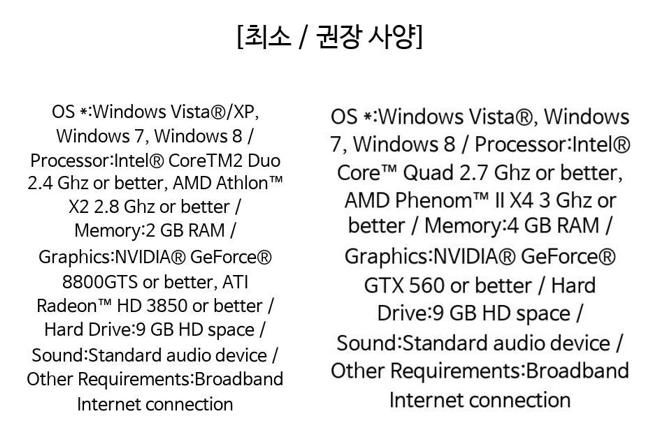 [최소 / 권장 사양]
OS *:Windows Vista®/XP,
Windows 7, Windows 8 /
Processor:Intel® CoreTM2 Duo
2.4 Ghz or better, AMD Athlon™
X2 2.8 Ghz or better /
Memory:2 GB RAM /
Graphics:NVIDIA® GeForce®
8800GTS or better, ATI
Radeon™ HD 3850 or better /
Hard Drive:9 GB HD space /
Sound:Standard audio device /
Other Requirements:Broadband
Internet connection
OS *:Windows Vista®, Windows
7, Windows 8 / Processor:Intel®
Core™ Quad 2.7 Ghz or better,
AMD Phenom™ II X4 3 Ghz or
better / Memory:4 GB RAM /
Graphics:NVIDIA® GeForce®
GTX 560 or better / Hard
Drive:9 GB HD space /
Sound:Standard audio device /
Other Requirements:Broadband
Internet connection